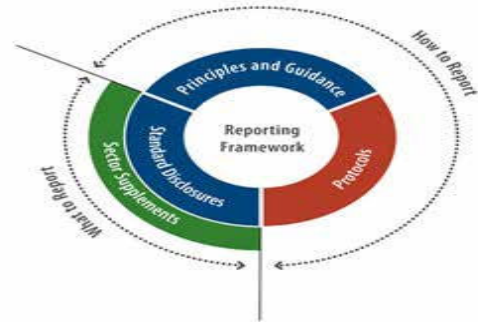 How to Report
Principles and Guidance
Reporting
Framework
Standard Disclosures
Sector Supplements
Protocols
What to Report